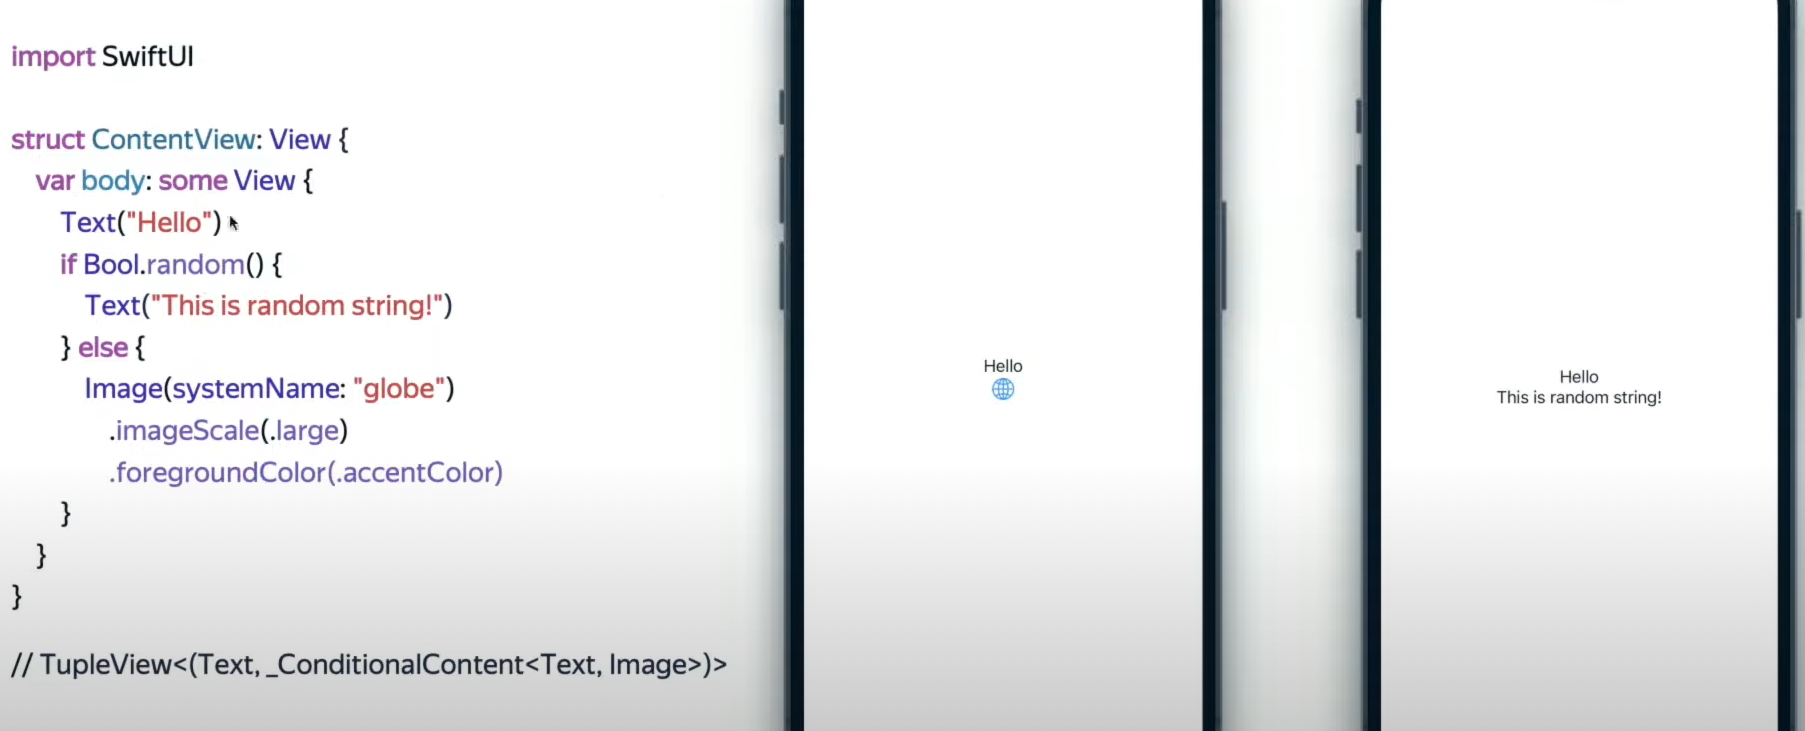 import SwiftUI
struct ContentView: View {
var body: some View {
Text("Hello")
if Bool.random() {
Text("This is random string!")
} else {
Image(systemName: "globe")
.imageScale(.large)
.foregroundColor(.accentColor)
}
}
}
// TupleView<(Text, _ConditionalContent<Text, Image>)>
Hello
Hello
This is random string!